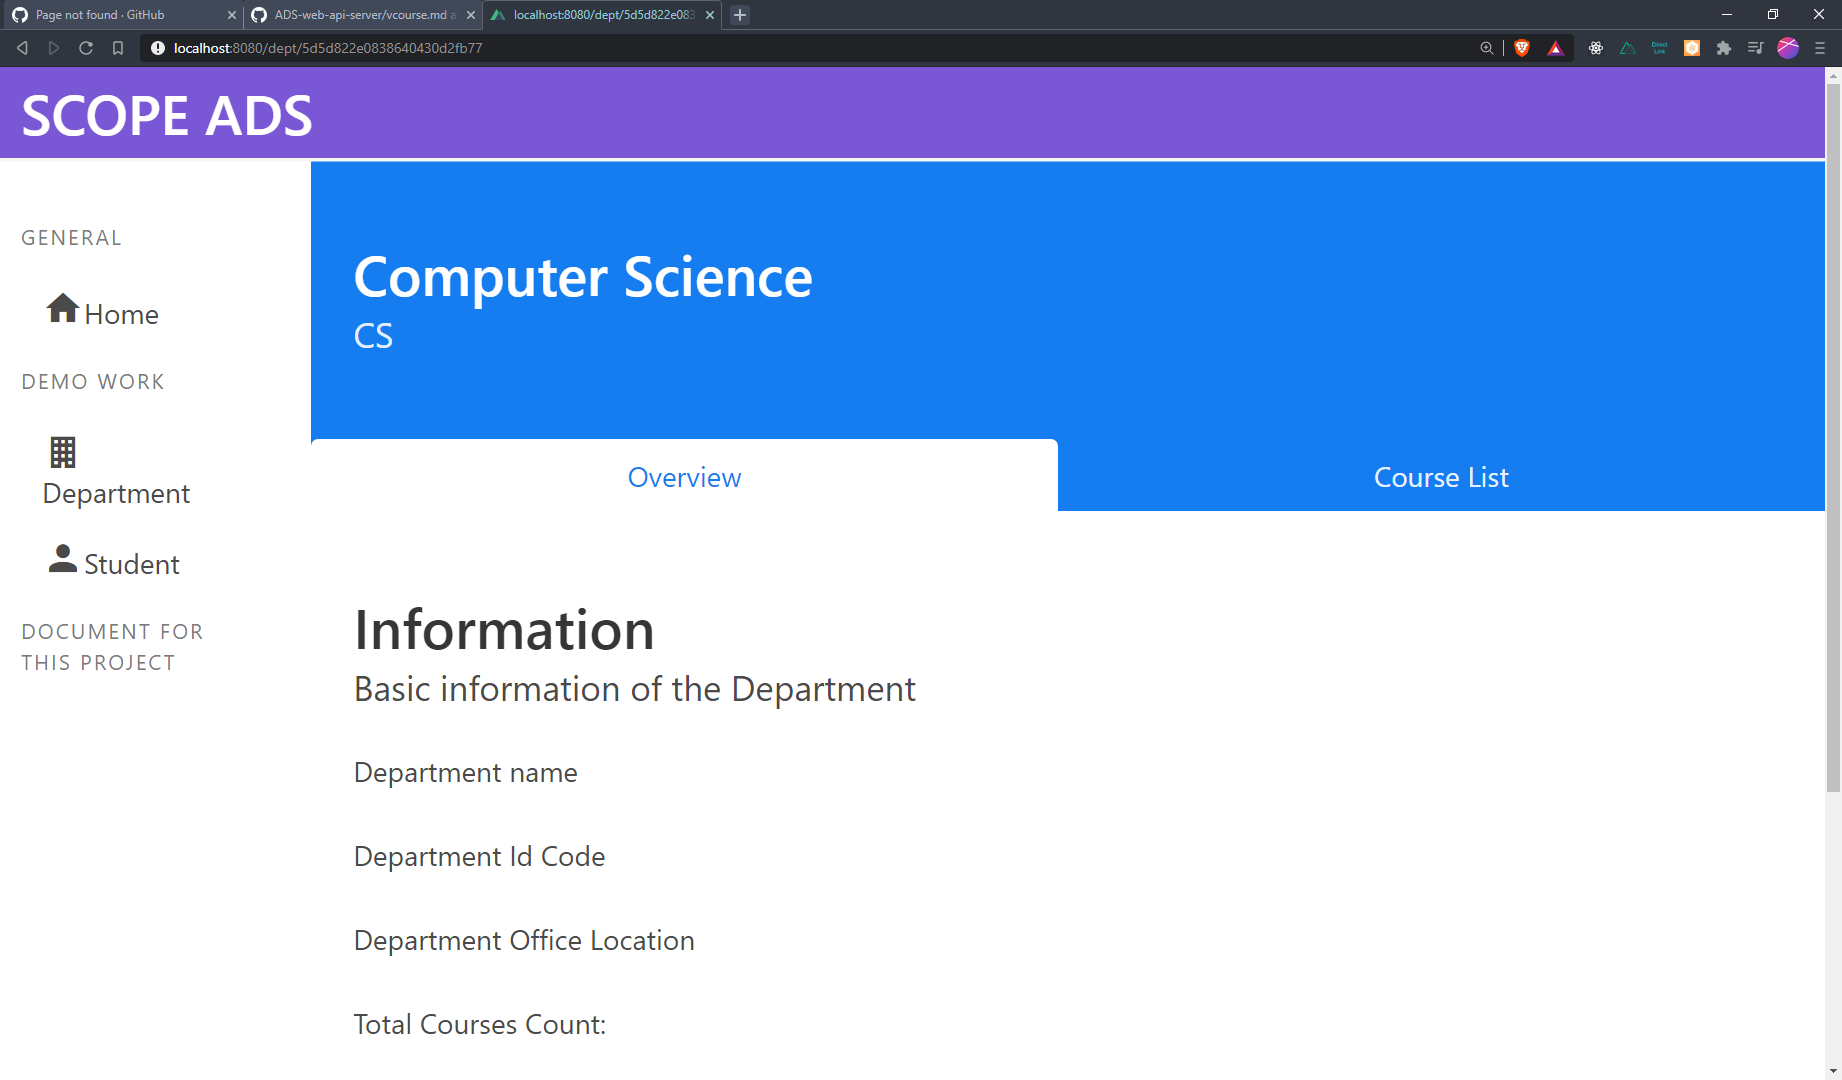 Page not found · GitHub
ADS-web-api-server/vcourse.md a
localhost:8080/dept/5d5d822e083
localhost:8080/dept/5d5d822e0838640430d2fb77
Direct
Link
SCOPE ADS
GENERAL
Home
DEMO WORK
Department
Student
DOCUMENT FOR
THIS PROJECT
Computer Science
CS
Overview
Course List
Information
Basic information of the Department
Department name
Department Id Code
Department Office Location
Total Courses Count: